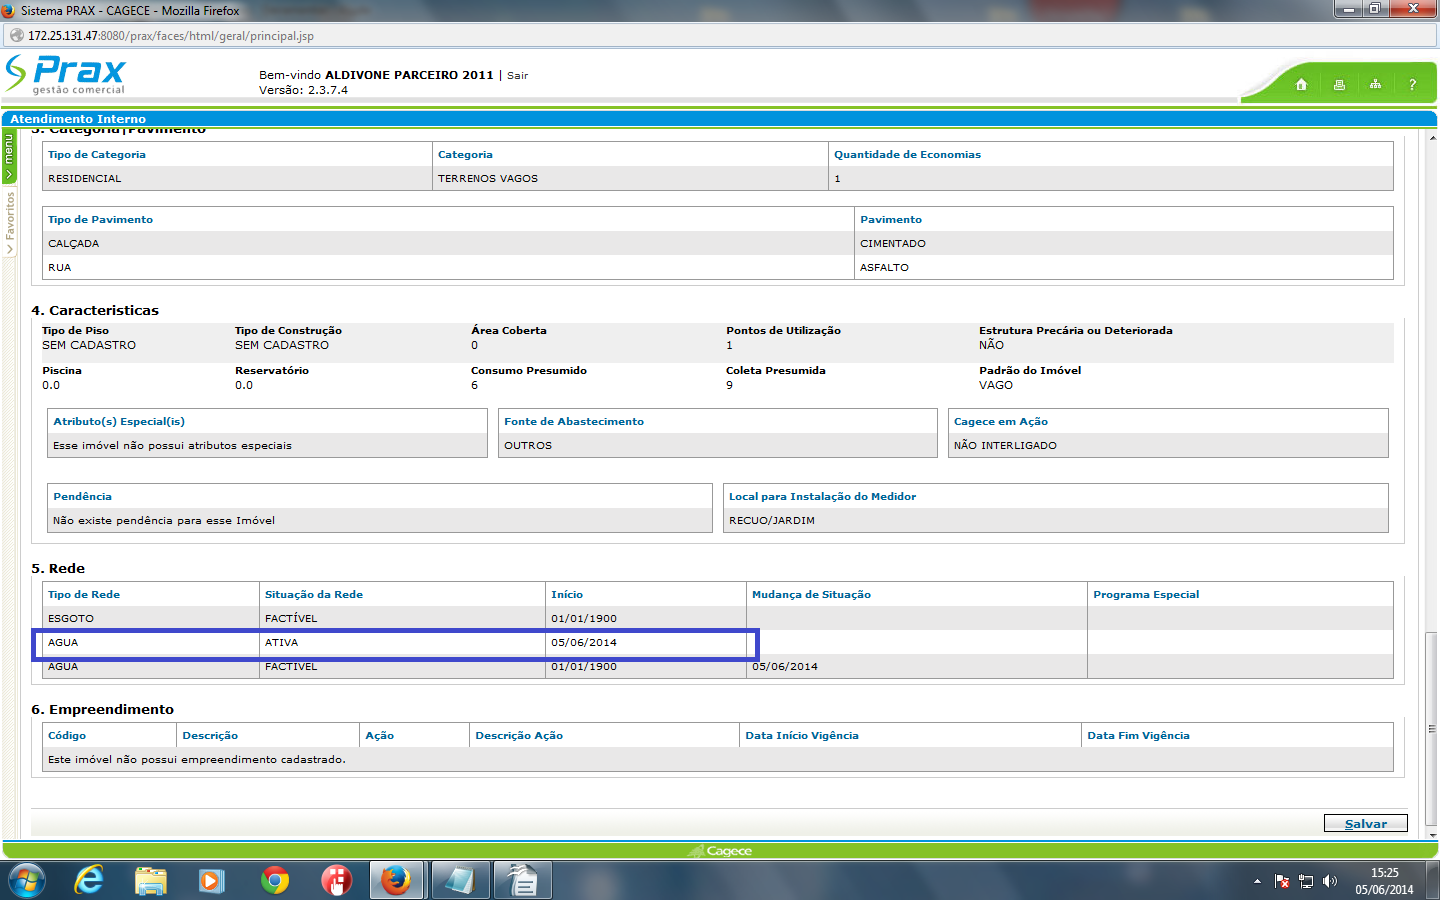 Sistema PRAX - CAGECE - Mozilla Firefox
172.25.131.47:8080/prax/faces/html/geral/principal.jsp
Prax
gestão comercial
Bem-vindo ALDIVONE PARCEIRO 2011 | Sair
Versão: 2.3.7.4
?
Atendimento Interno
menu
Favoritos
3. Categoria|Pavimento
Tipo de Categoria Categoria Quantidade de Economias
RESIDENCIAL TERRENOS VAGOS 1
Tipo de Pavimento Pavimento
CALÇADA CIMENTADO
RUA ASFALTO
4. Caracteristicas
Tipo de Piso Tipo de Construção Área Coberta Pontos de Utilização Estrutura Precária ou Deteriorada
SEM CADASTRO SEM CADASTRO 0 1 NÃO
Piscina Reservatório Consumo Presumido Coleta Presumida Padrão do Imóvel
0.0 0.0 6 9 VAGO
Atributo(s) Especial(is) Fonte de Abastecimento Cagece em Ação
Esse imóvel não possui atributos especiais OUTROS NÃO INTERLIGADO
Pendência Local para Instalação do Medidor
Não existe pendência para esse Imóvel RECUO/JARDIM
5. Rede
Tipo de Rede Situação da Rede Início Mudança de Situação Programa Especial
ESGOTO FACTÍVEL 01/01/1900
AGUA ATIVA 05/06/2014
AGUA FACTIVEL 01/01/1900 05/06/2014
6. Empreendimento
Código Descrição Ação Descrição Ação Data Início Vigência Data Fim Vigência
Este imóvel não possui empreendimento cadastrado.
Salvar
Cagece
15:25
05/06/2014